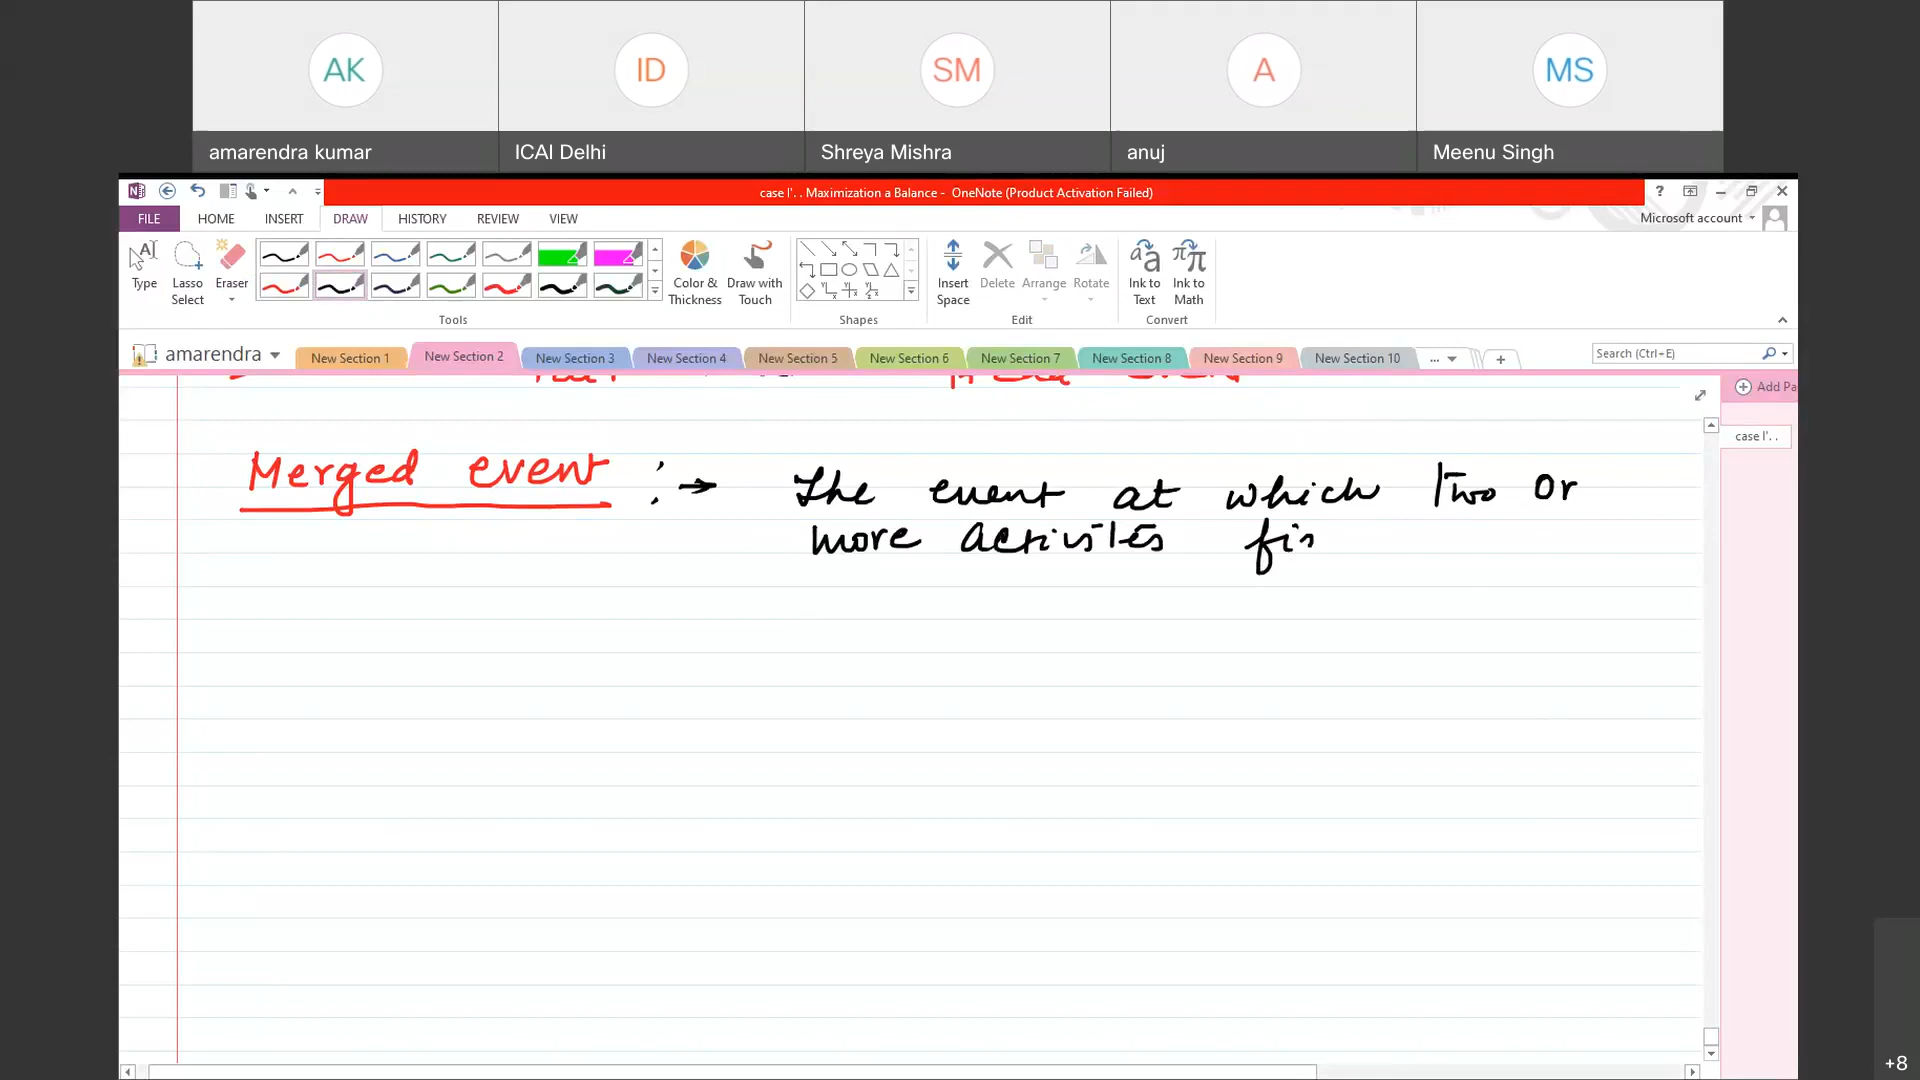 AK ID SM A MS
amarendra kumar ICAI Delhi Shreya Mishra anuj Meenu Singh
case I'. . Maximization a Balance - OneNote (Product Activation Failed) ?
FILE HOME INSERT DRAW HISTORY REVIEW VIEW Microsoft account
Type Lasso Select Eraser Color & Thickness Draw with Touch Insert Space Delete Arrange Rotate Ink to Text Ink to Math
Tools Shapes Edit Convert
amarendra New Section 1 New Section 2 New Section 3 New Section 4 New Section 5 New Section 6 New Section 7 New Section 8 New Section 9 New Section 10 ... + Search (Ctrl+E)
Add Pa
case I'. .
Merged event :→ The event at which Two or
more activites fis
+8